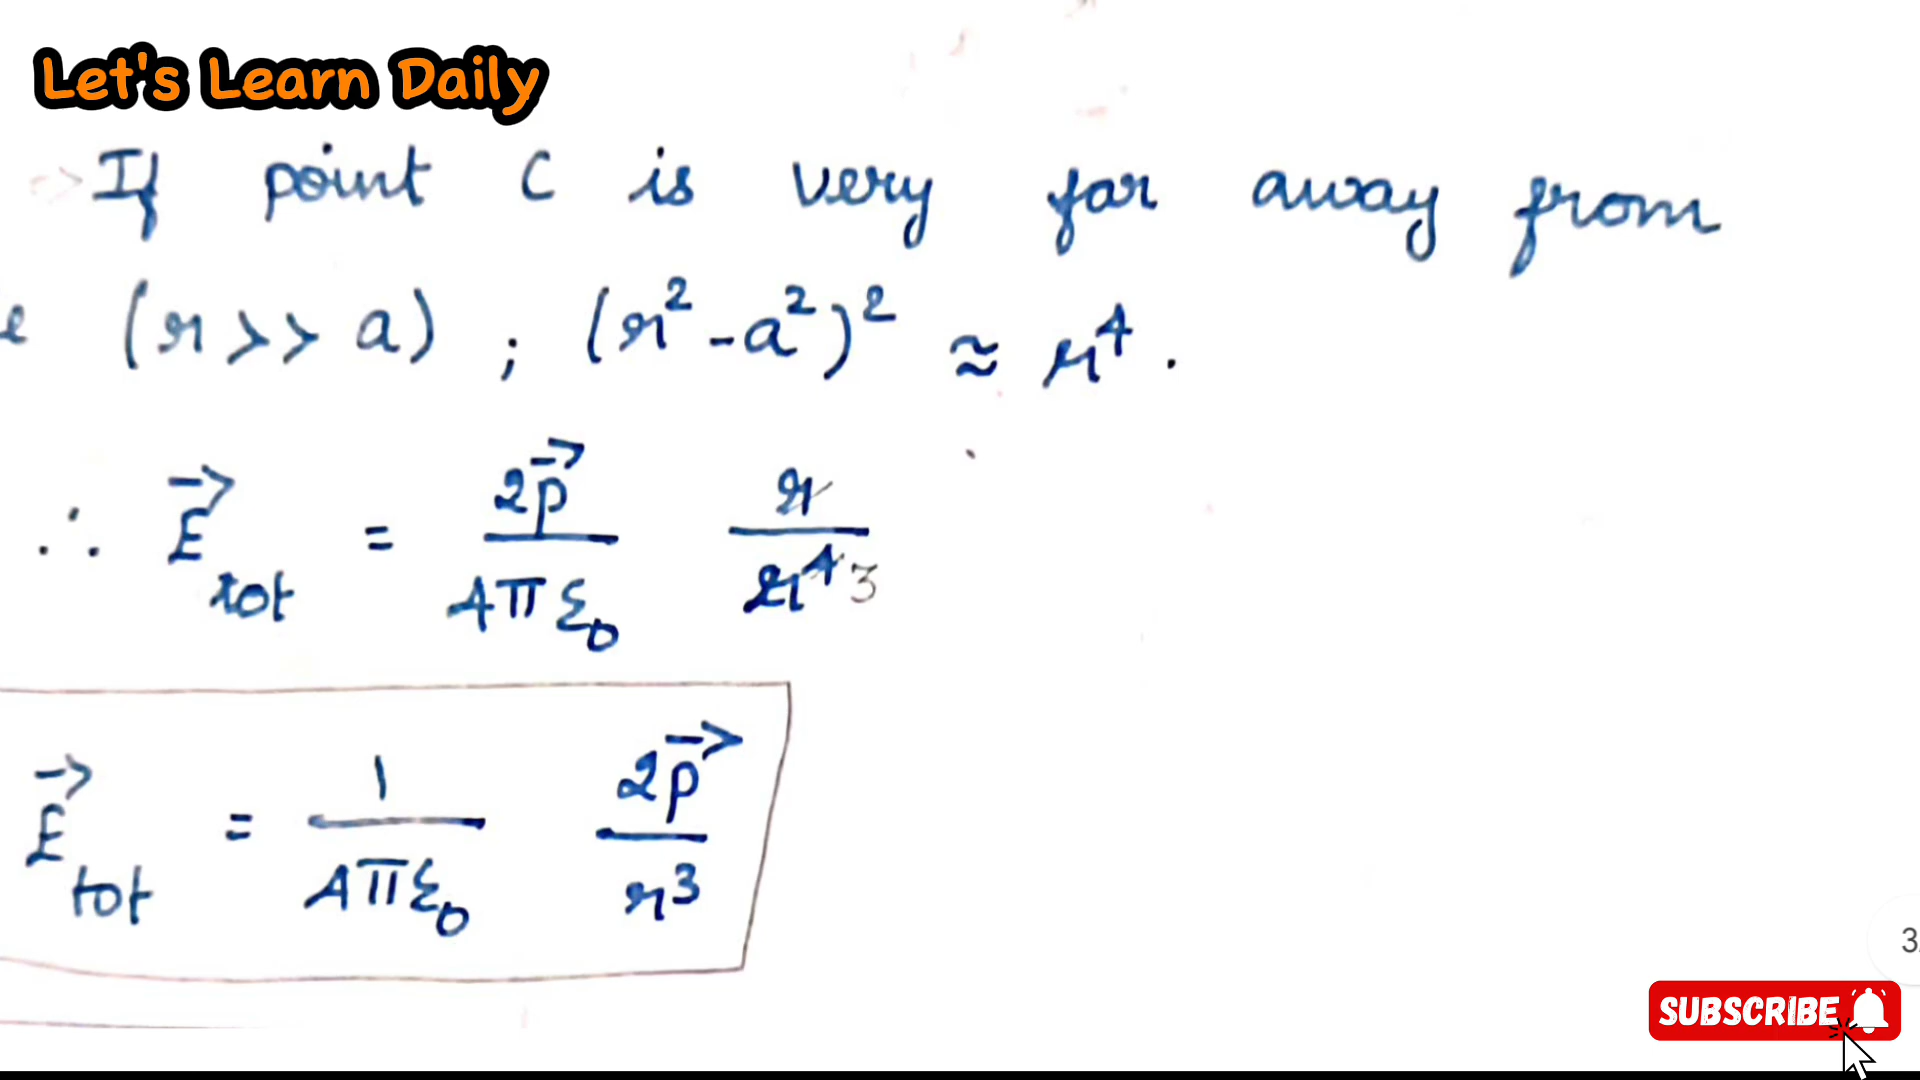 Let's Learn Daily
If point C is very far away from
(r >> a) ; (r² - a²)² ≈ r⁴ .
∴ E⃗ tot = 2p⃗ / 4πε₀ r / r⁴ 3
E⃗ tot = 1 / 4πε₀ 2p⃗ / r³
3
SUBSCRIBE